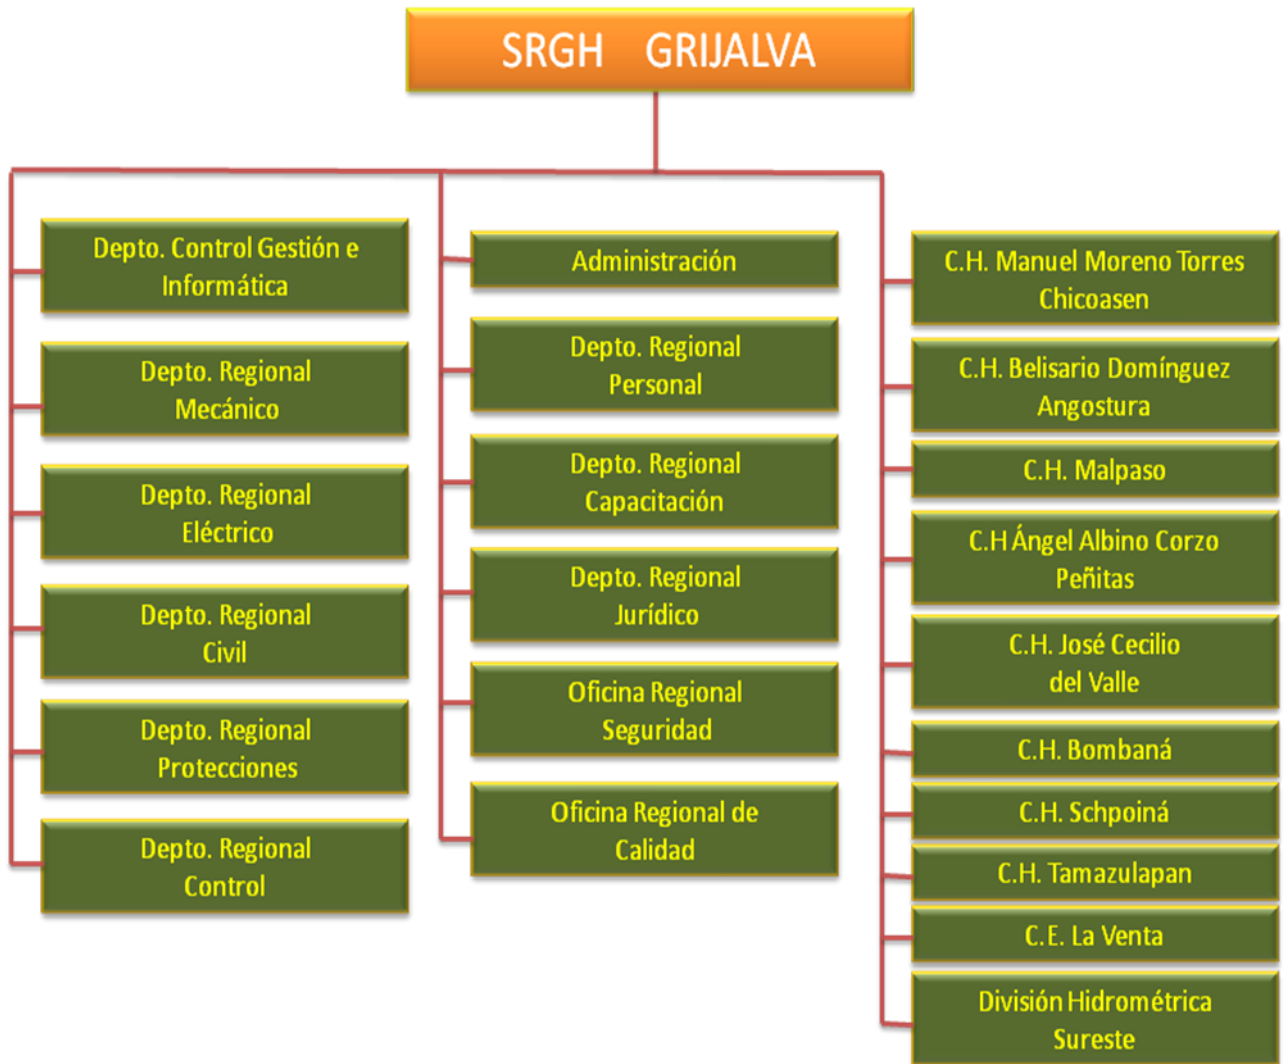 SRGH GRIJALVA
Depto. Control Gestión e
Informática
Depto. Regional
Mecánico
Depto. Regional
Eléctrico
Depto. Regional
Civil
Depto. Regional
Protecciones
Depto. Regional
Control
Administración
Depto. Regional
Personal
Depto. Regional
Capacitación
Depto. Regional
Jurídico
Oficina Regional
Seguridad
Oficina Regional de
Calidad
C.H. Manuel Moreno Torres
Chicoasen
C.H. Belisario Domínguez
Angostura
C.H. Malpaso
C.H Ángel Albino Corzo
Peñitas
C.H. José Cecilio
del Valle
C.H. Bombaná
C.H. Schpoiná
C.H. Tamazulapan
C.E. La Venta
División Hidrométrica
Sureste